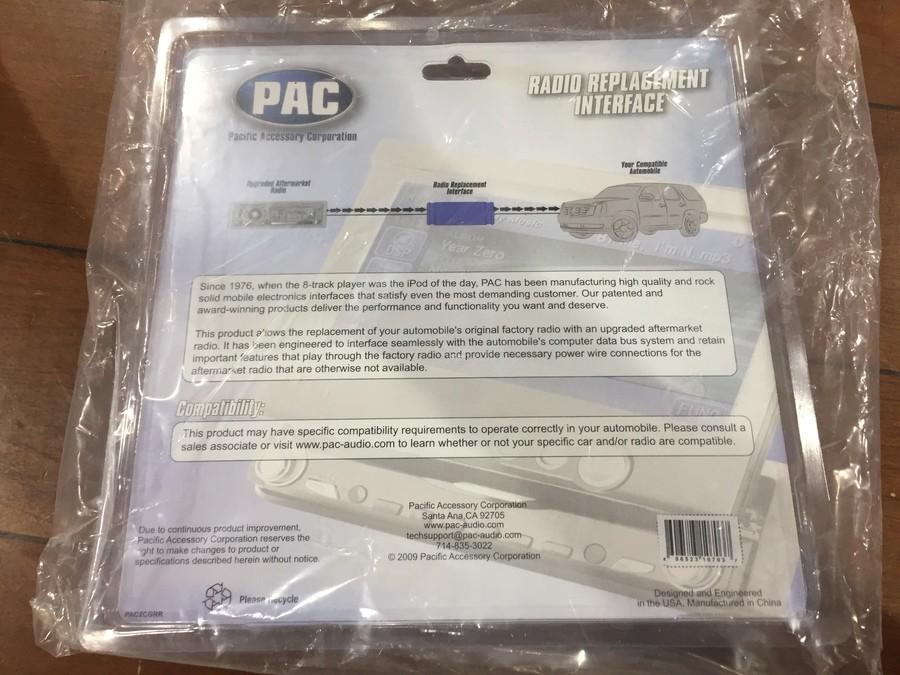 PAC
Pacific Accessory Corporation
RADIO REPLACEMENT
INTERFACE
Upgraded Aftermarket
Radio
Radio Replacement
Interface
Your Compatible
Automobile
Year Zero
DSP
I'm N mp3
Since 1976, when the 8-track player was the iPod of the day, PAC has been manufacturing high quality and rock
solid mobile electronics interfaces that satisfy even the most demanding customer. Our patented and
award-winning products deliver the performance and functionality you want and deserve.
This product allows the replacement of your automobile's original factory radio with an upgraded aftermarket
radio. It has been engineered to interface seamlessly with the automobile's computer data bus system and retain
important features that play through the factory radio and provide necessary power wire connections for the
aftermarket radio that are otherwise not available.
FUNC
Compatibility:
This product may have specific compatibility requirements to operate correctly in your automobile. Please consult a
sales associate or visit www.pac-audio.com to learn whether or not your specific car and/or radio are compatible.
Pacific Accessory Corporation
Santa Ana,CA 92705
www.pac-audio.com
techsupport@pac-audio.com
714-835-3022
© 2009 Pacific Accessory Corporation
Due to continuous product improvement,
Pacific Accessory Corporation reserves the
right to make changes to product or
specifications described herein without notice.
Please recycle
PAC2CGRR
Designed and Engineered
in the USA, Manufactured in China